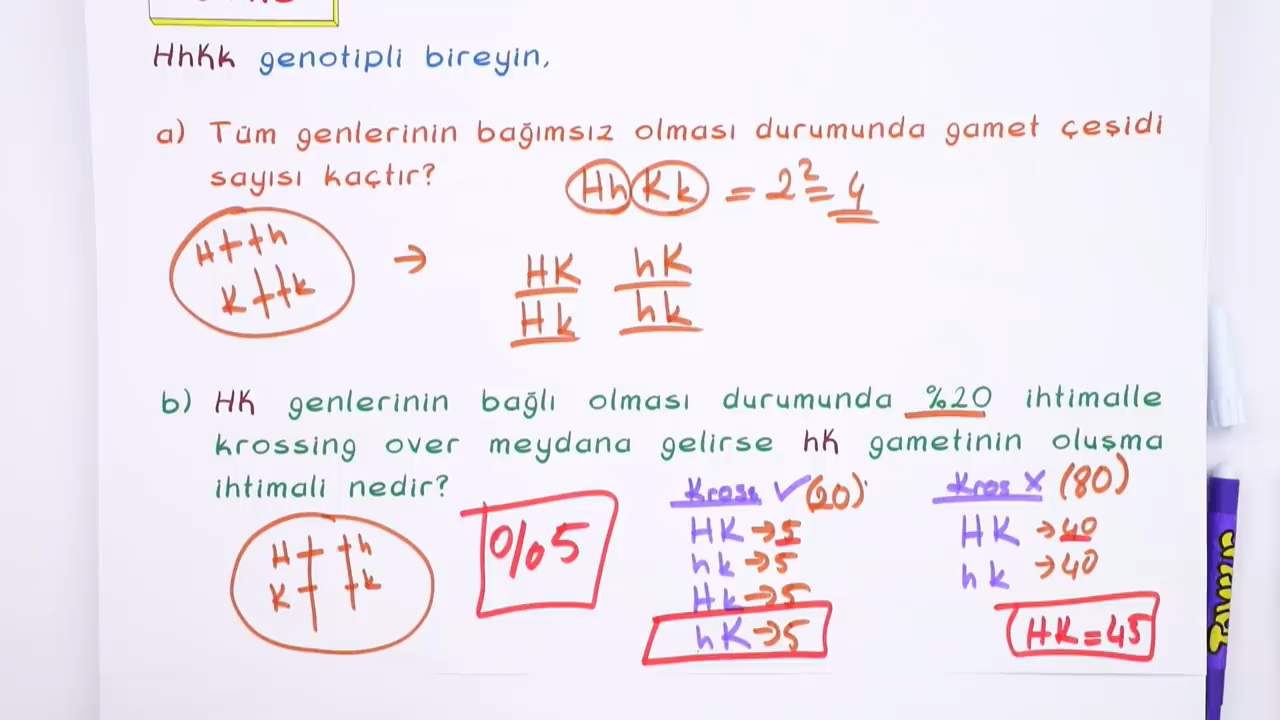 HhKk genotipli bireyin,
a) Tüm genlerinin bağımsız olması durumunda gamet çeşidi
sayısı kaçtır?
Hh Kk = 2² = 4
H h
K k
→
HK hK
Hk hk
b) HK genlerinin bağlı olması durumunda %20 ihtimalle
krossing over meydana gelirse hK gametinin oluşma
ihtimali nedir?
H h
K k
%5
Kross ✓ (20)
HK → 5
hk → 5
Hk → 5
hK → 5
Kros X (80)
HK → 40
hk → 40
HK = 45